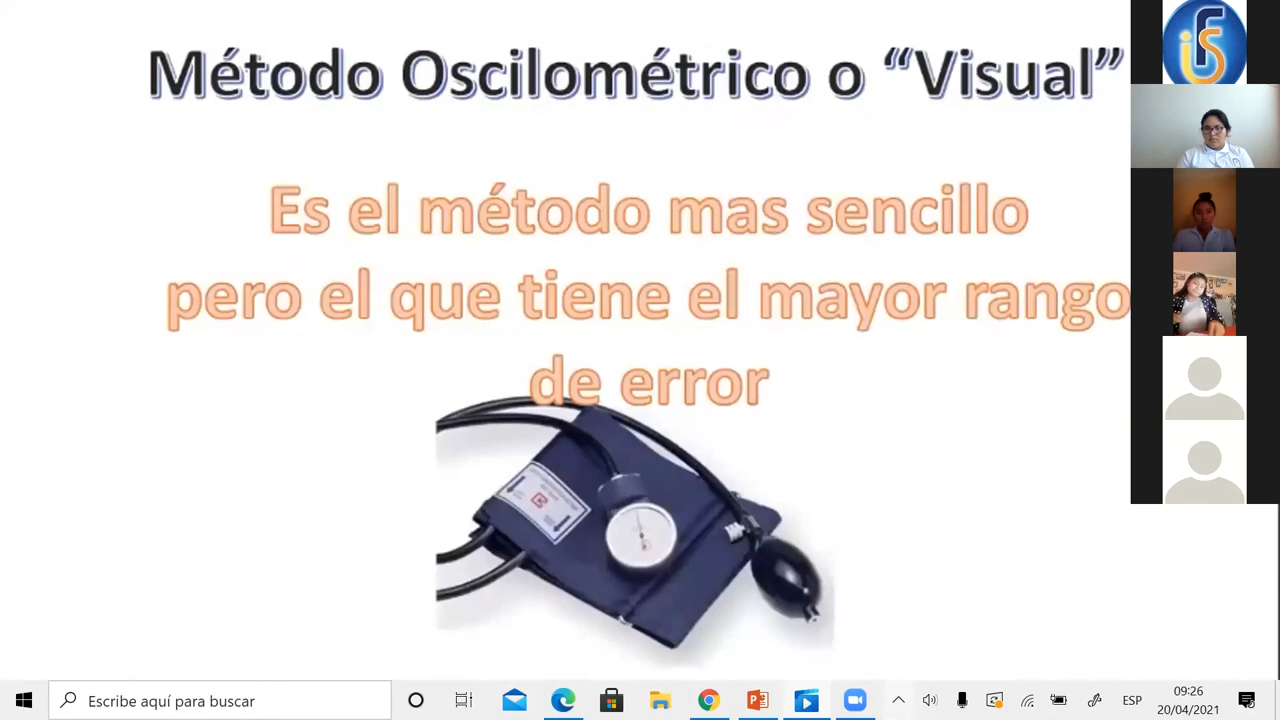 Método Oscilométrico o “Visual”
Es el método mas sencillo
pero el que tiene el mayor rango
de error
Escribe aquí para buscar
ESP
09:26
20/04/2021